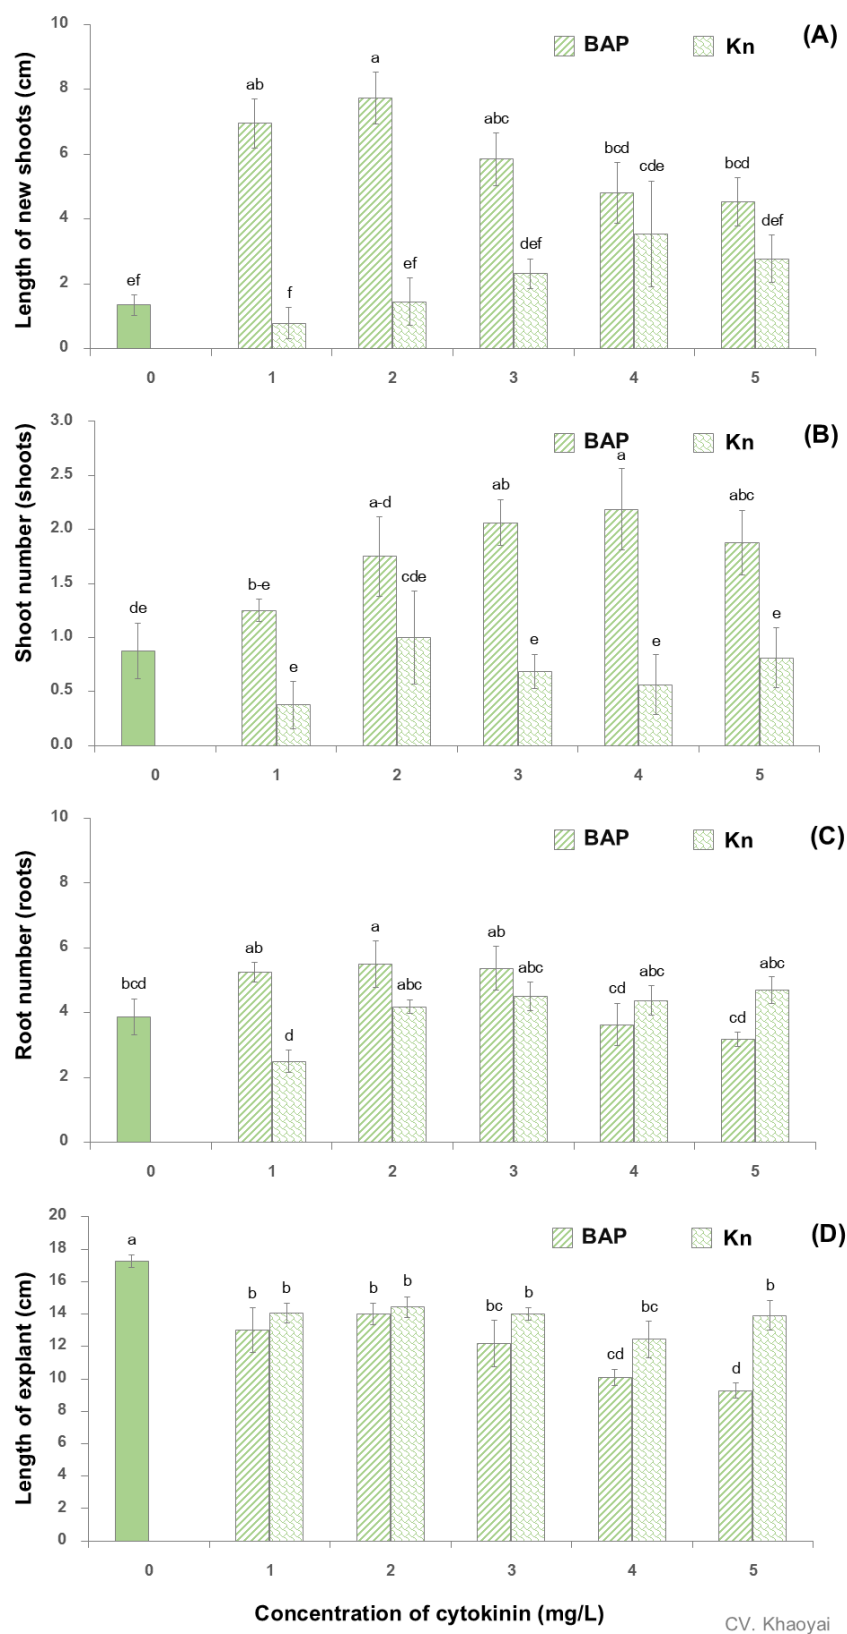 (A)
BAP Kn
Length of new shoots (cm)
10
8
6
4
2
0
ef
ab
f
a
ef
abc
def
bcd
cde
bcd
def
0 1 2 3 4 5
(B)
BAP Kn
Shoot number (shoots)
3.0
2.5
2.0
1.5
1.0
0.5
0.0
de
b-e
e
a-d
cde
ab
e
a
e
abc
e
0 1 2 3 4 5
(C)
BAP Kn
Root number (roots)
10
8
6
4
2
0
bcd
ab
d
a
abc
ab
abc
cd
abc
cd
abc
0 1 2 3 4 5
(D)
BAP Kn
Length of explant (cm)
20
18
16
14
12
10
8
6
4
2
0
a
b
b
b
b
bc
b
cd
bc
d
b
0 1 2 3 4 5
Concentration of cytokinin (mg/L)
CV. Khaoyai